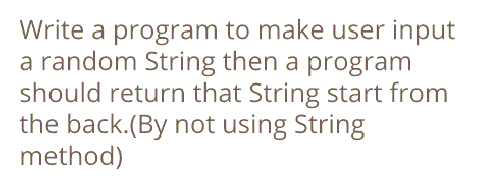 Write a program to make user input
a random String then a program
should return that String start from
the back.(By not using String
method)